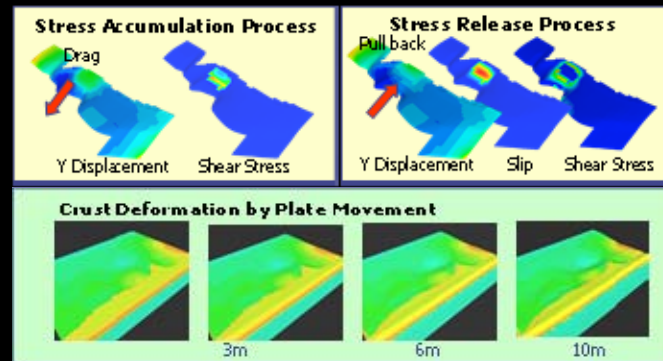 Stress Accumulation Process
Drag
Y Displacement
Shear Stress
Stress Release Process
Pull back
Y Displacement
Slip
Shear Stress
Crust Deformation by Plate Movement
3m
6m
10m